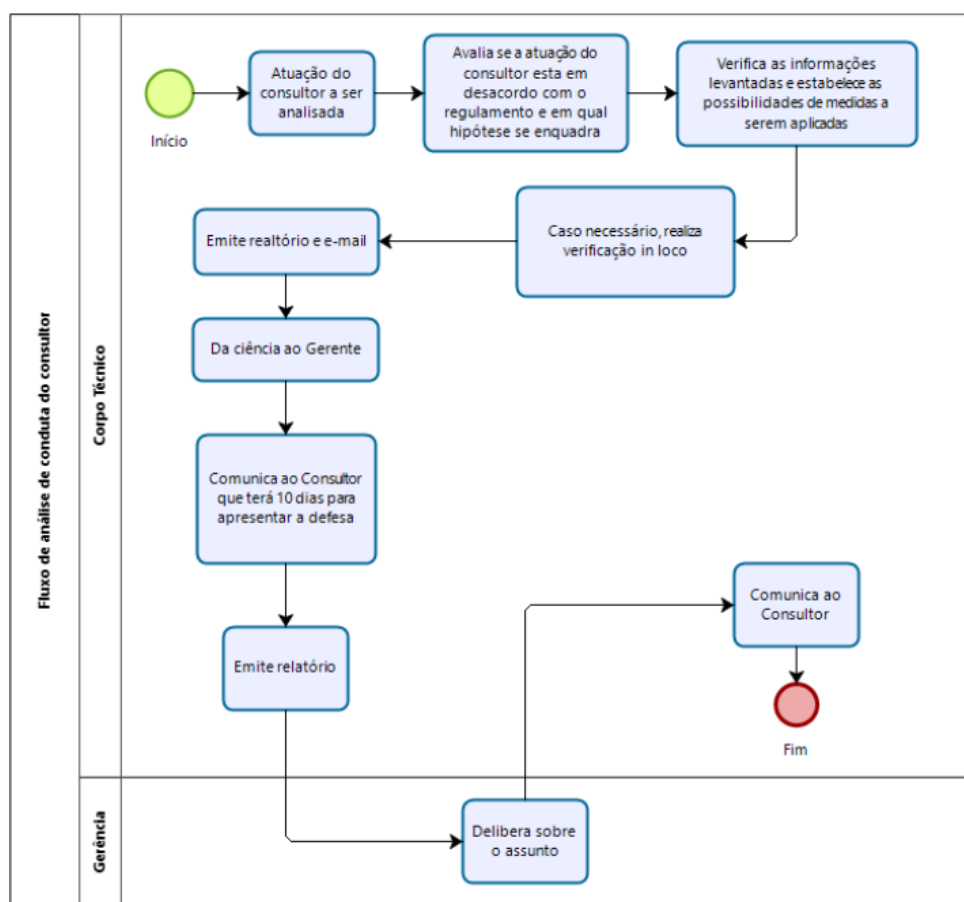 Fluxo de análise de conduta do consultor
Corpo Técnico
Início
Atuação do
consultor a ser
analisada
Avalia se a atuação do
consultor esta em
desacordo com o
regulamento e em qual
hipótese se enquadra
Verifica as informações
levantadas e estabelece as
possibilidades de medidas a
serem aplicadas
Caso necessário, realiza
verificação in loco
Emite realtório e e-mail
Da ciência ao Gerente
Comunica ao Consultor
que terá 10 dias para
apresentar a defesa
Emite relatório
Comunica ao
Consultor
Fim
Gerência
Delibera sobre
o assunto